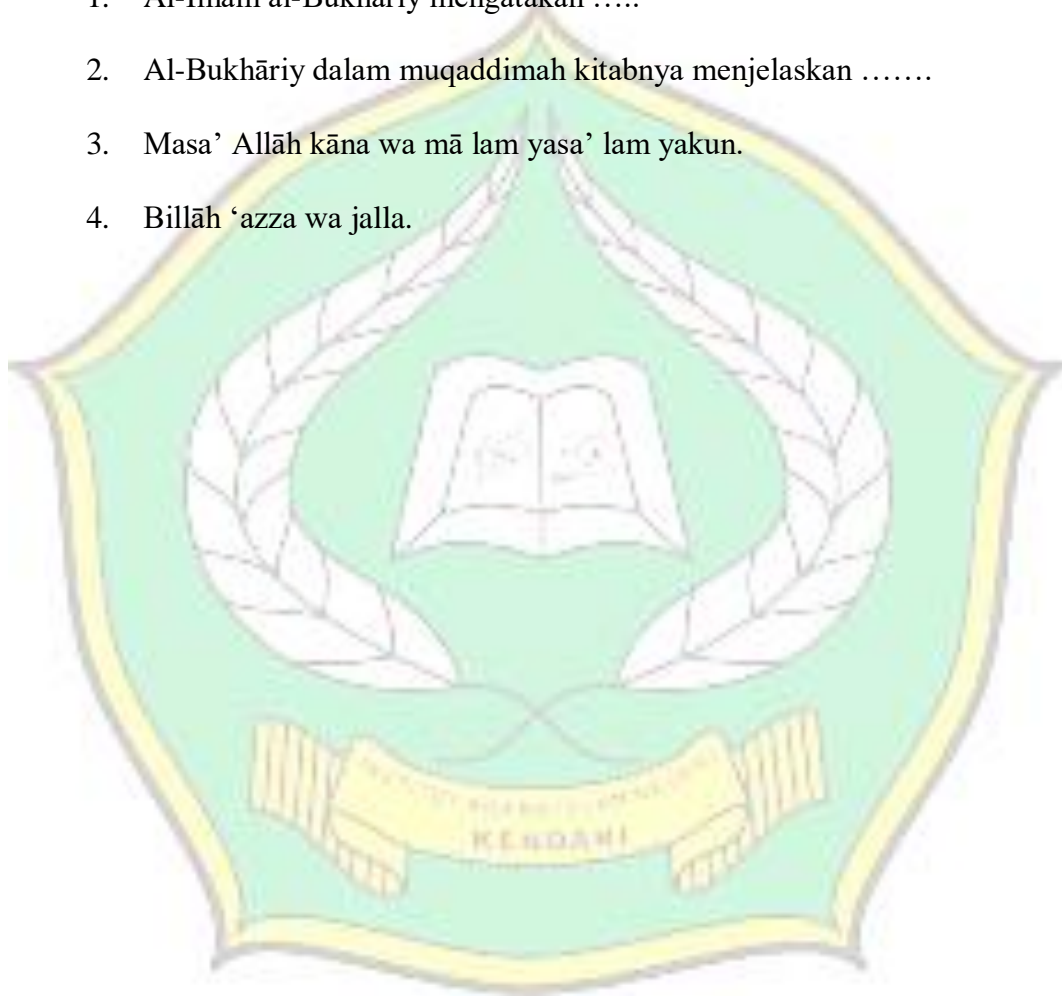 1. Al-Imām al-Bukhāriy mengatakan …..
2. Al-Bukhāriy dalam muqaddimah kitabnya menjelaskan …….
3. Masa’ Allāh kāna wa mā lam yasa’ lam yakun.
4. Billāh ‘azza wa jalla.
KENDARI